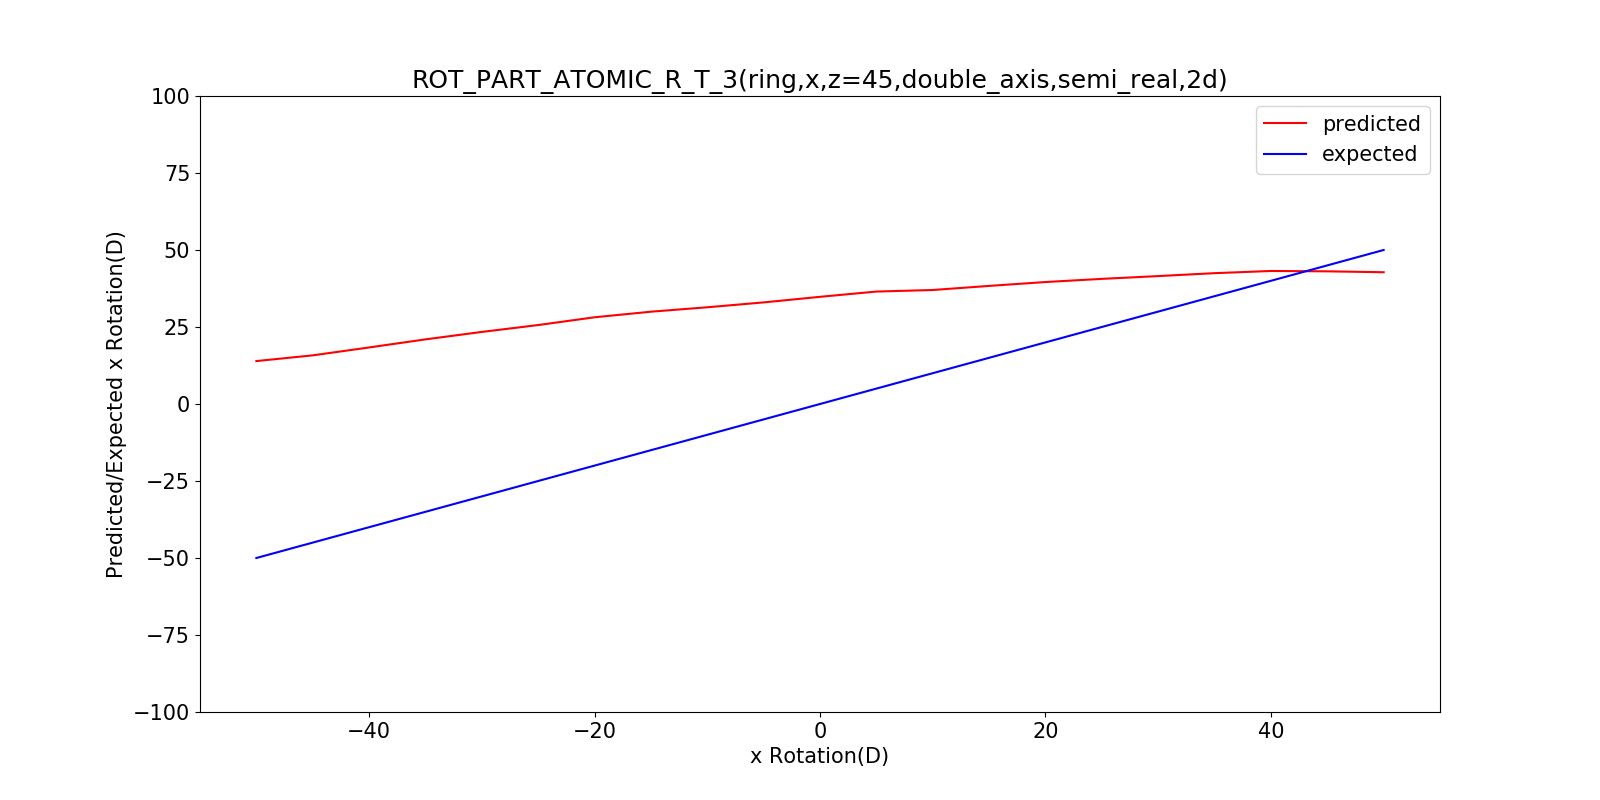 ROT_PART_ATOMIC_R_T_3(ring,x,z=45,double_axis,semi_real,2d)
predicted
expected
100
75
50
25
0
−25
−50
−75
−100
Predicted/Expected x Rotation(D)
−40
−20
0
20
40
x Rotation(D)